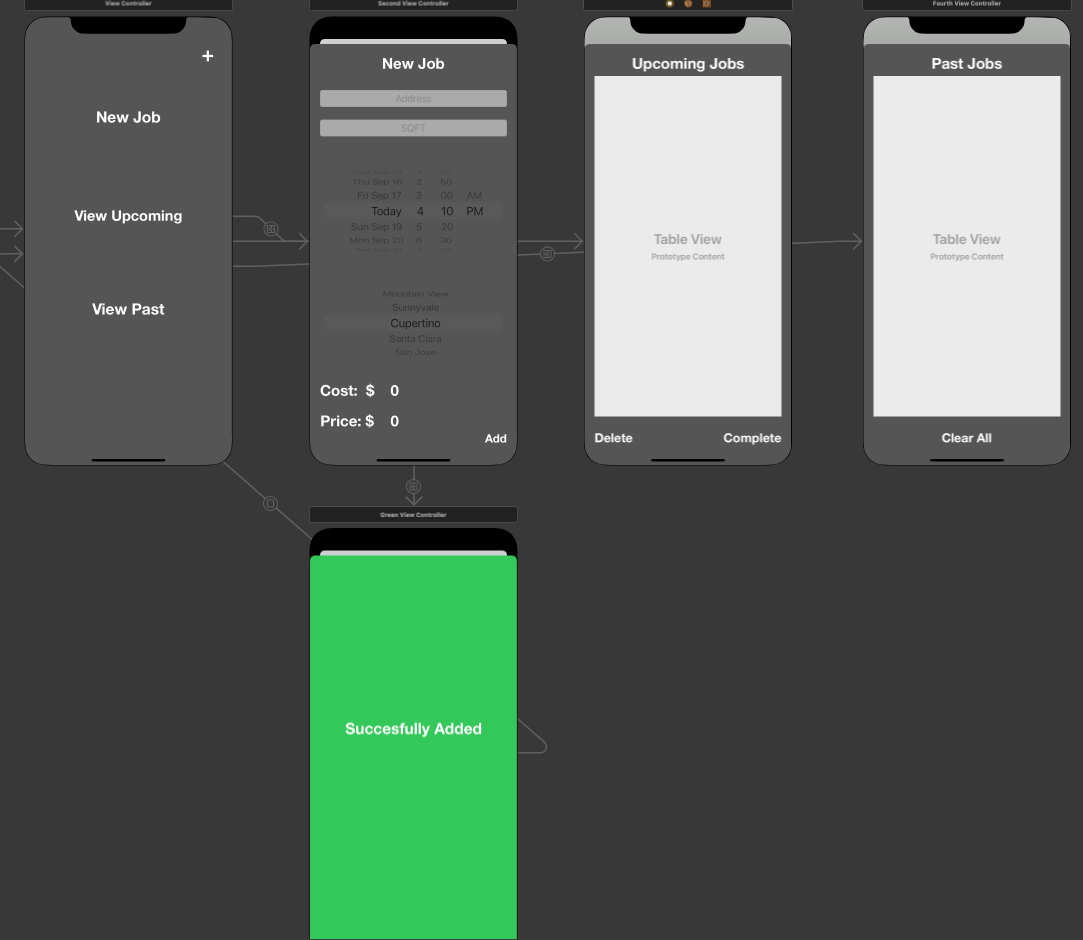 View Controller
+
New Job
View Upcoming
View Past
Second View Controller
New Job
Address
SQFT
Thu Sep 16 2 50
Fri Sep 17 3 00 AM
Today 4 10 PM
Sun Sep 19 5 20
Mon Sep 20 6 30
Mountain View
Sunnyvale
Cupertino
Santa Clara
San Jose
Cost: $ 0
Price: $ 0
Add
Upcoming Jobs
Table View
Prototype Content
Delete Complete
Fourth View Controller
Past Jobs
Table View
Prototype Content
Clear All
Green View Controller
Succesfully Added